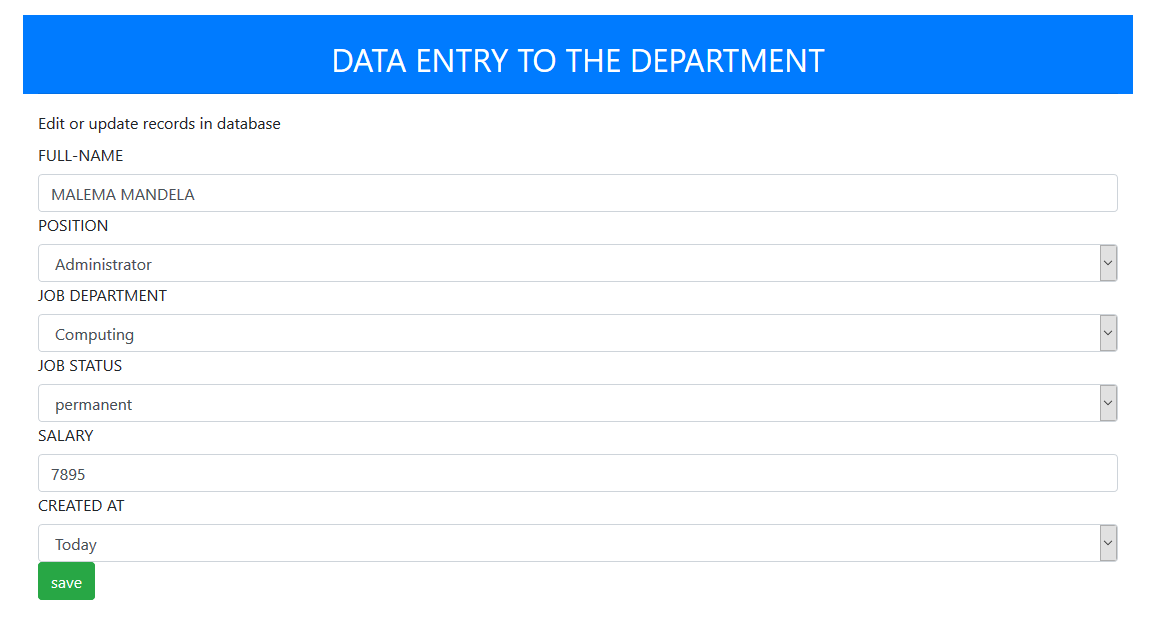 DATA ENTRY TO THE DEPARTMENT
Edit or update records in database
FULL-NAME
MALEMA MANDELA
POSITION
Administrator
JOB DEPARTMENT
Computing
JOB STATUS
permanent
SALARY
7895
CREATED AT
Today
save